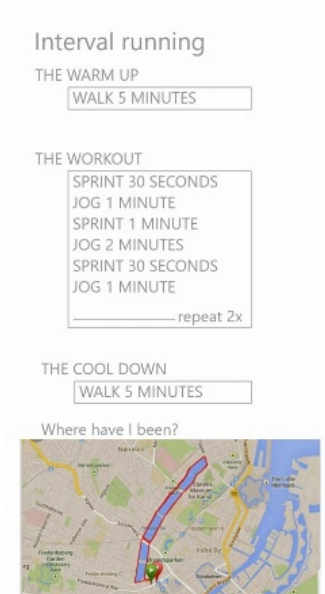 Interval running
THE WARM UP
WALK 5 MINUTES
THE WORKOUT
SPRINT 30 SECONDS
JOG 1 MINUTE
SPRINT 1 MINUTE
JOG 2 MINUTES
SPRINT 30 SECONDS
JOG 1 MINUTE
repeat 2x
THE COOL DOWN
WALK 5 MINUTES
Where have I been?
Indre By